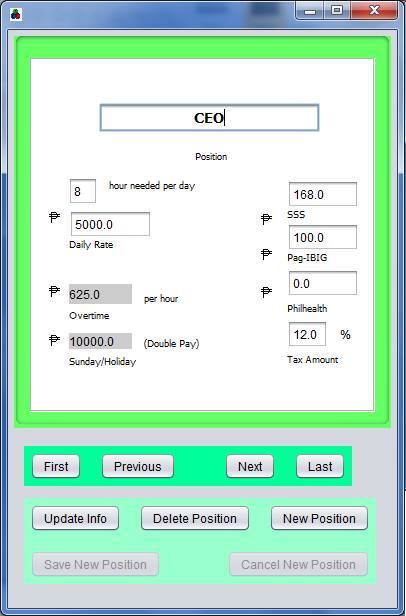 CEO
Position
8 hour needed per day
168.0
SSS
₱ 5000.0
Daily Rate
₱
₱ 100.0
Pag-IBIG
₱ 625.0 per hour
Overtime
₱ 0.0
Philhealth
₱ 10000.0 (Double Pay)
Sunday/Holiday
12.0 %
Tax Amount
First Previous Next Last
Update Info Delete Position New Position
Save New Position Cancel New Position